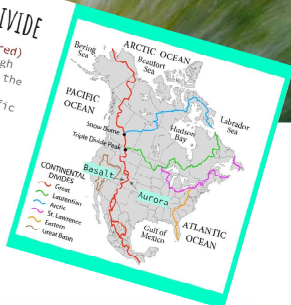 IVIDE
red)
gh
the
fic
ARCTIC OCEAN
Bering
Sea
Beaufort
Sea
PACIFIC
OCEAN
Snow Dome
Triple Divide Peak
Hudson
Bay
Labrador
Sea
Basalt
Aurora
CONTINENTAL
DIVIDES
Great
Laurentian
Arctic
St. Lawrence
Eastern
Great Basin
Gulf of
Mexico
ATLANTIC
OCEAN